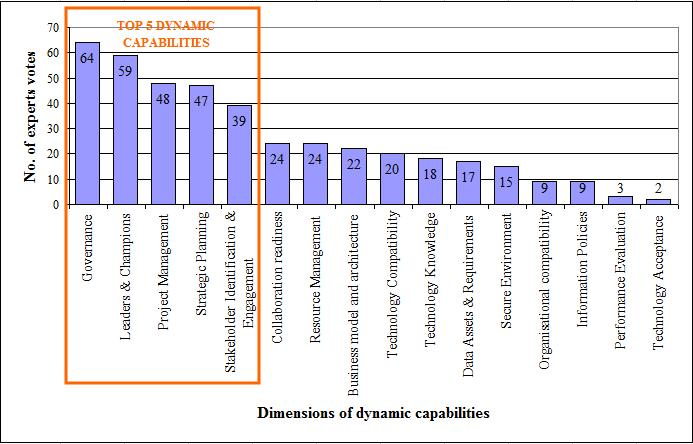 TOP 5 DYNAMIC
CAPABILITIES
No. of experts votes
70
60
50
40
30
20
10
0
64
59
48
47
39
24
24
22
20
18
17
15
9
9
3
2
Governance
Leaders & Champions
Project Management
Strategic Planning
Stakeholder Identification &
Engagement
Collaboration readiness
Resource Management
Business model and architecture
Technology Compatibility
Technology Knowledge
Data Assets & Requirements
Secure Environment
Organisational compatibility
Information Policies
Performance Evaluation
Technology Acceptance
Dimensions of dynamic capabilities